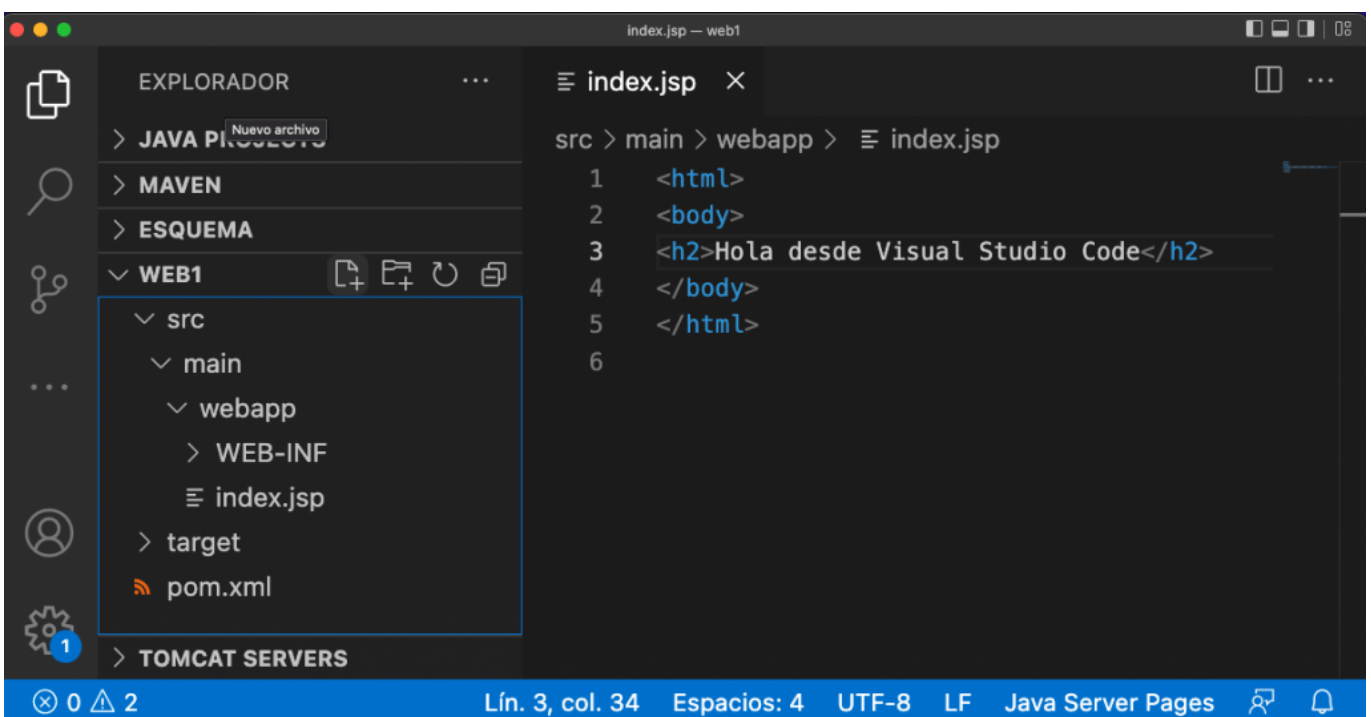 index.jsp — web1
EXPLORADOR
index.jsp
Nuevo archivo
JAVA PROJECTS
src > main > webapp > index.jsp
MAVEN
ESQUEMA
WEB1
src
main
webapp
WEB-INF
index.jsp
target
pom.xml
TOMCAT SERVERS
1 <html>
2 <body>
3 <h2>Hola desde Visual Studio Code</h2>
4 </body>
5 </html>
6
1
0 2
Lín. 3, col. 34 Espacios: 4 UTF-8 LF Java Server Pages